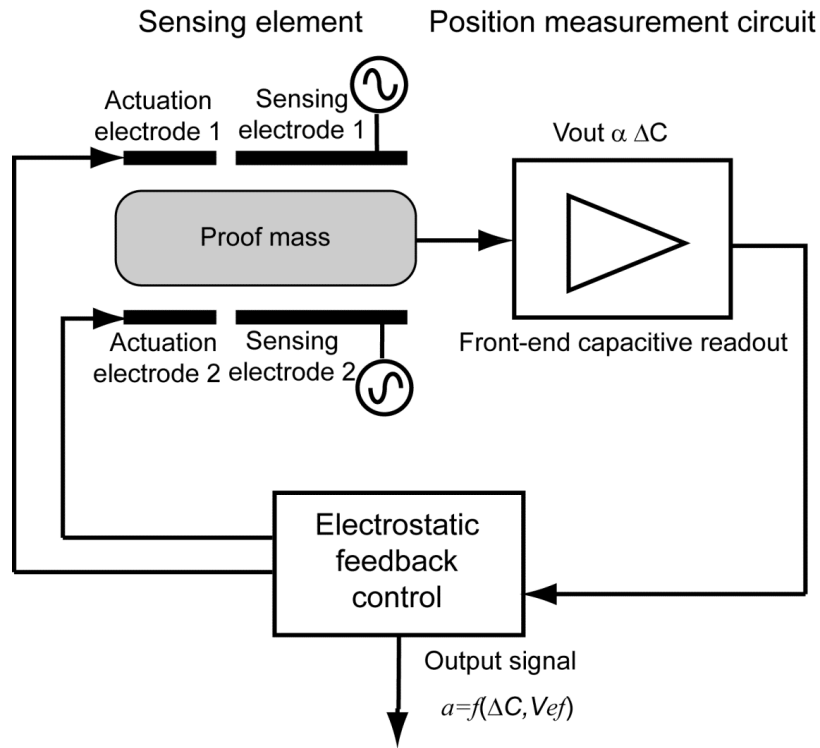 Sensing element
Position measurement circuit
Actuation
electrode 1
Sensing
electrode 1
Vout α ΔC
Proof mass
Actuation
electrode 2
Sensing
electrode 2
Front-end capacitive readout
Electrostatic
feedback
control
Output signal
a=f(ΔC,Vef)